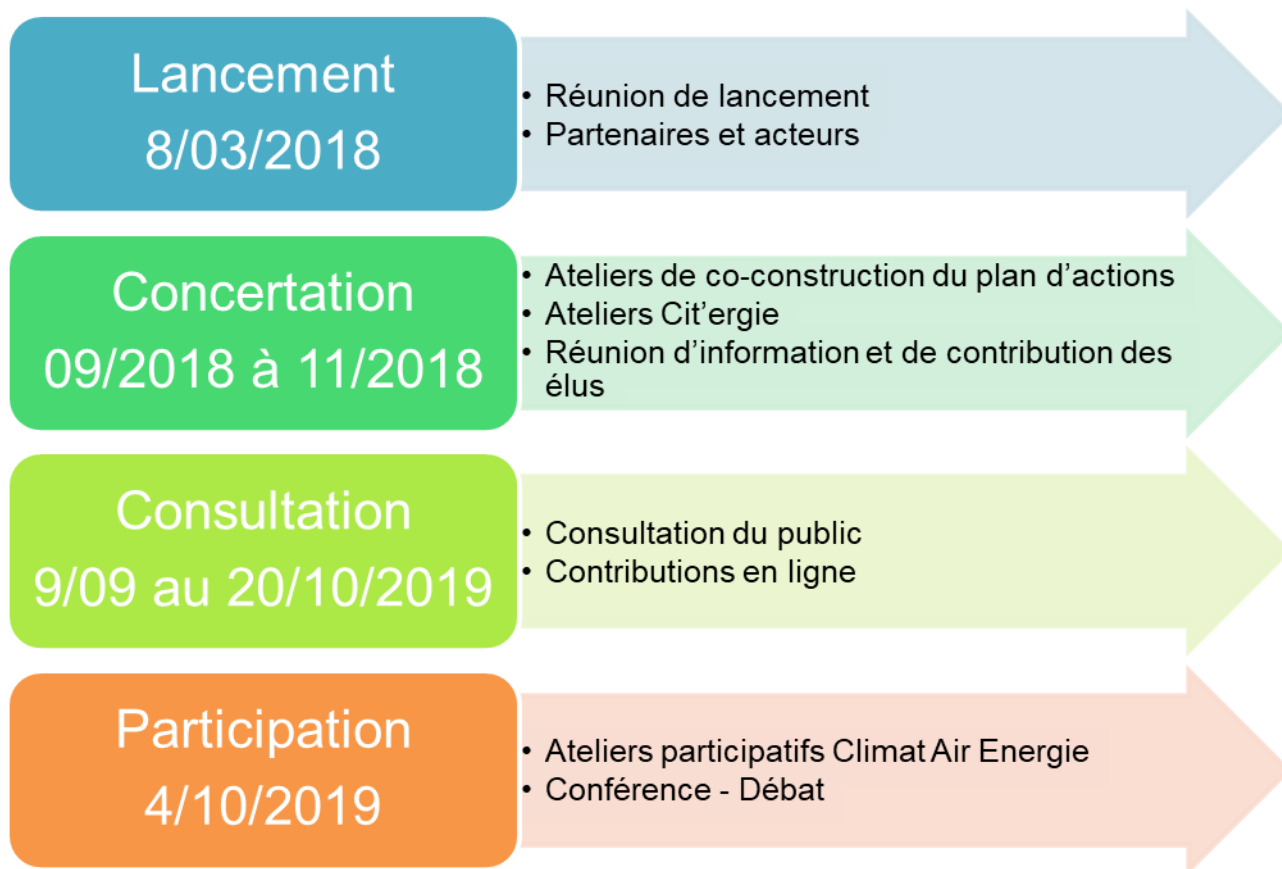 Lancement
8/03/2018
• Réunion de lancement
• Partenaires et acteurs
Concertation
09/2018 à 11/2018
• Ateliers de co-construction du plan d'actions
• Ateliers Cit'ergie
• Réunion d'information et de contribution des
élus
Consultation
9/09 au 20/10/2019
• Consultation du public
• Contributions en ligne
Participation
4/10/2019
• Ateliers participatifs Climat Air Energie
• Conférence - Débat